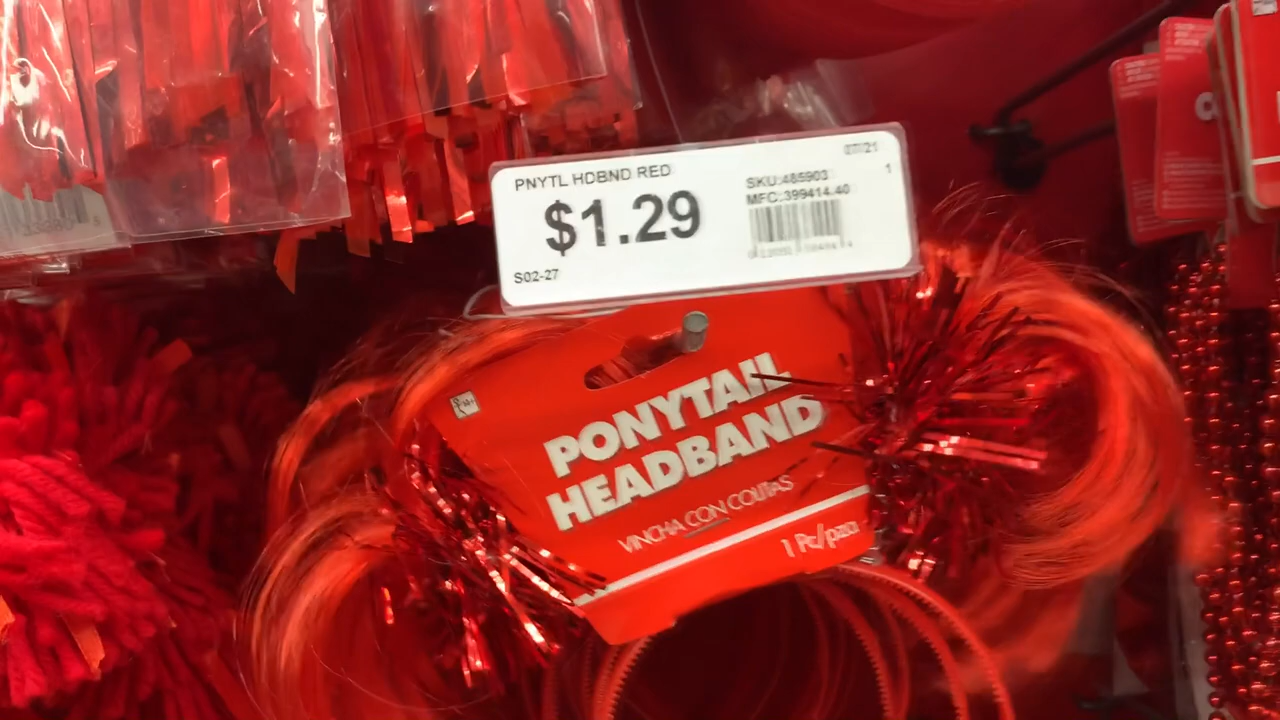 PNYTL HDBND RED
$1.29
S02-27
07/21
1
SKU:485903
MFC:399414.40
PONYTAIL
HEADBAND
VINCHA CON COLITAS
1 Pc/pza